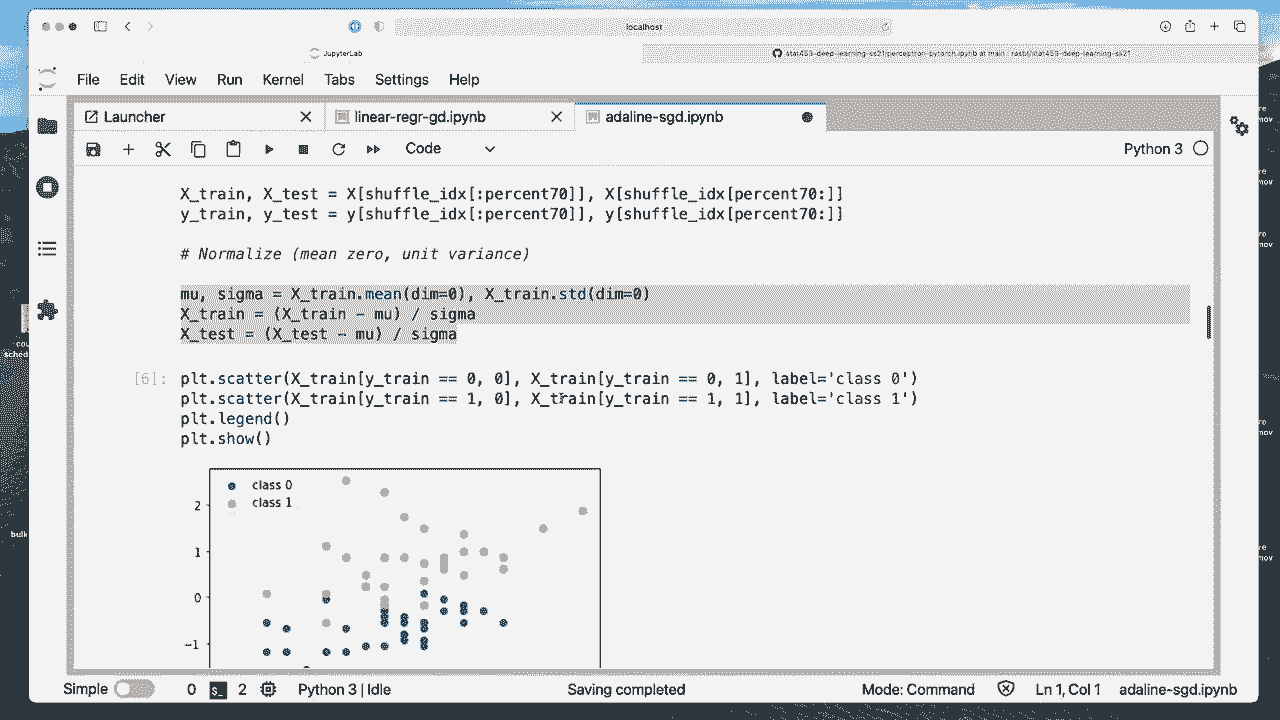 localhost
JupyterLab
stat453-deep-learning-ss21/perceptron-pytorch.ipynb at main · rasbt/stat453-deep-learning-ss21
File Edit View Run Kernel Tabs Settings Help
Launcher linear-regr-gd.ipynb adaline-sgd.ipynb
Code Python 3
X_train, X_test = X[shuffle_idx[:percent70]], X[shuffle_idx[percent70:]]
y_train, y_test = y[shuffle_idx[:percent70]], y[shuffle_idx[percent70:]]
# Normalize (mean zero, unit variance)
mu, sigma = X_train.mean(dim=0), X_train.std(dim=0)
X_train = (X_train - mu) / sigma
X_test = (X_test - mu) / sigma
[6]: plt.scatter(X_train[y_train == 0, 0], X_train[y_train == 0, 1], label='class 0')
plt.scatter(X_train[y_train == 1, 0], X_train[y_train == 1, 1], label='class 1')
plt.legend()
plt.show()
class 0
class 1
2
1
0
-1
Simple 0 $_ 2 Python 3 | Idle Saving completed Mode: Command Ln 1, Col 1 adaline-sgd.ipynb